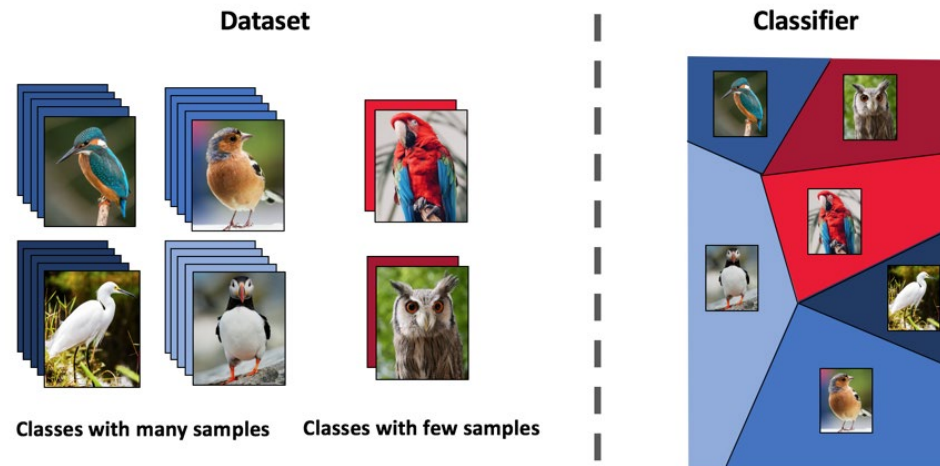 Dataset
Classifier
Classes with many samples
Classes with few samples